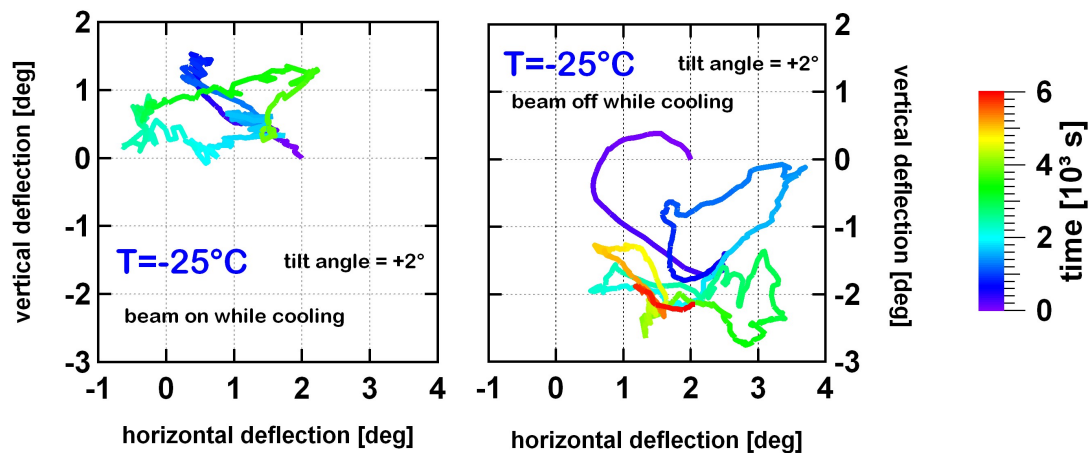 2
1
0
-1
-2
-3
-1
0
1
2
3
4
vertical deflection [deg]
horizontal deflection [deg]
T=-25°C
tilt angle = +2°
beam on while cooling
T=-25°C
tilt angle = +2°
beam off while cooling
2
1
0
-1
-2
-3
-1
0
1
2
3
4
vertical deflection [deg]
horizontal deflection [deg]
6
4
2
0
time [10³ s]